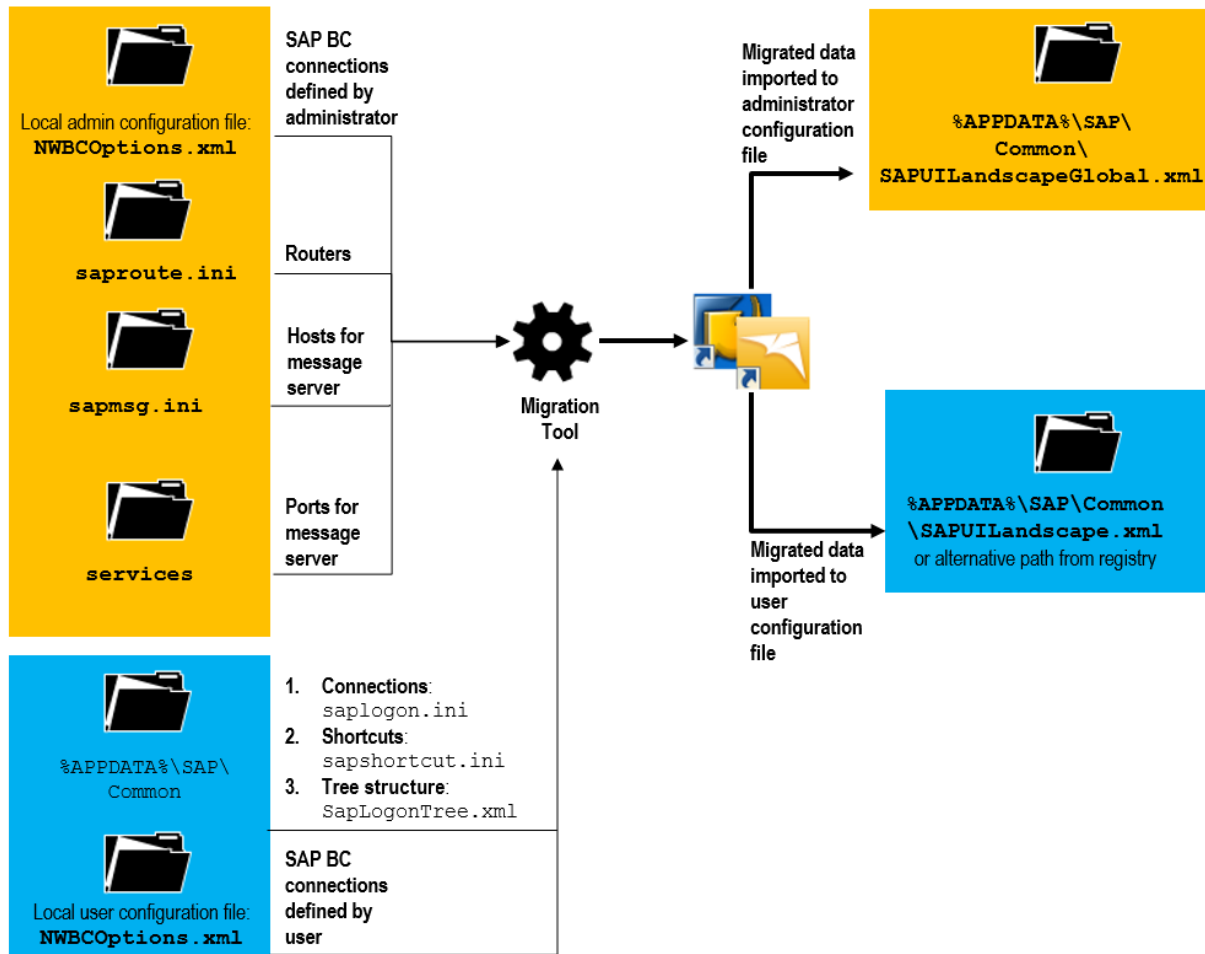 Local admin configuration file:
NWBCOptions.xml
SAP BC
connections
defined by
administrator
saproute.ini
Routers
sapmsg.ini
Hosts for
message
server
services
Ports for
message
server
%APPDATA%\SAP\
Common
1. Connections:
saplogon.ini
2. Shortcuts:
sapshortcut.ini
3. Tree structure:
SapLogonTree.xml
Local user configuration file:
NWBCOptions.xml
SAP BC
connections
defined by
user
Migration
Tool
Migrated data
imported to
administrator
configuration
file
%APPDATA%\SAP\
Common\
SAPUILandscapeGlobal.xml
Migrated data
imported to
user
configuration
file
%APPDATA%\SAP\Common
\SAPUILandscape.xml
or alternative path from registry